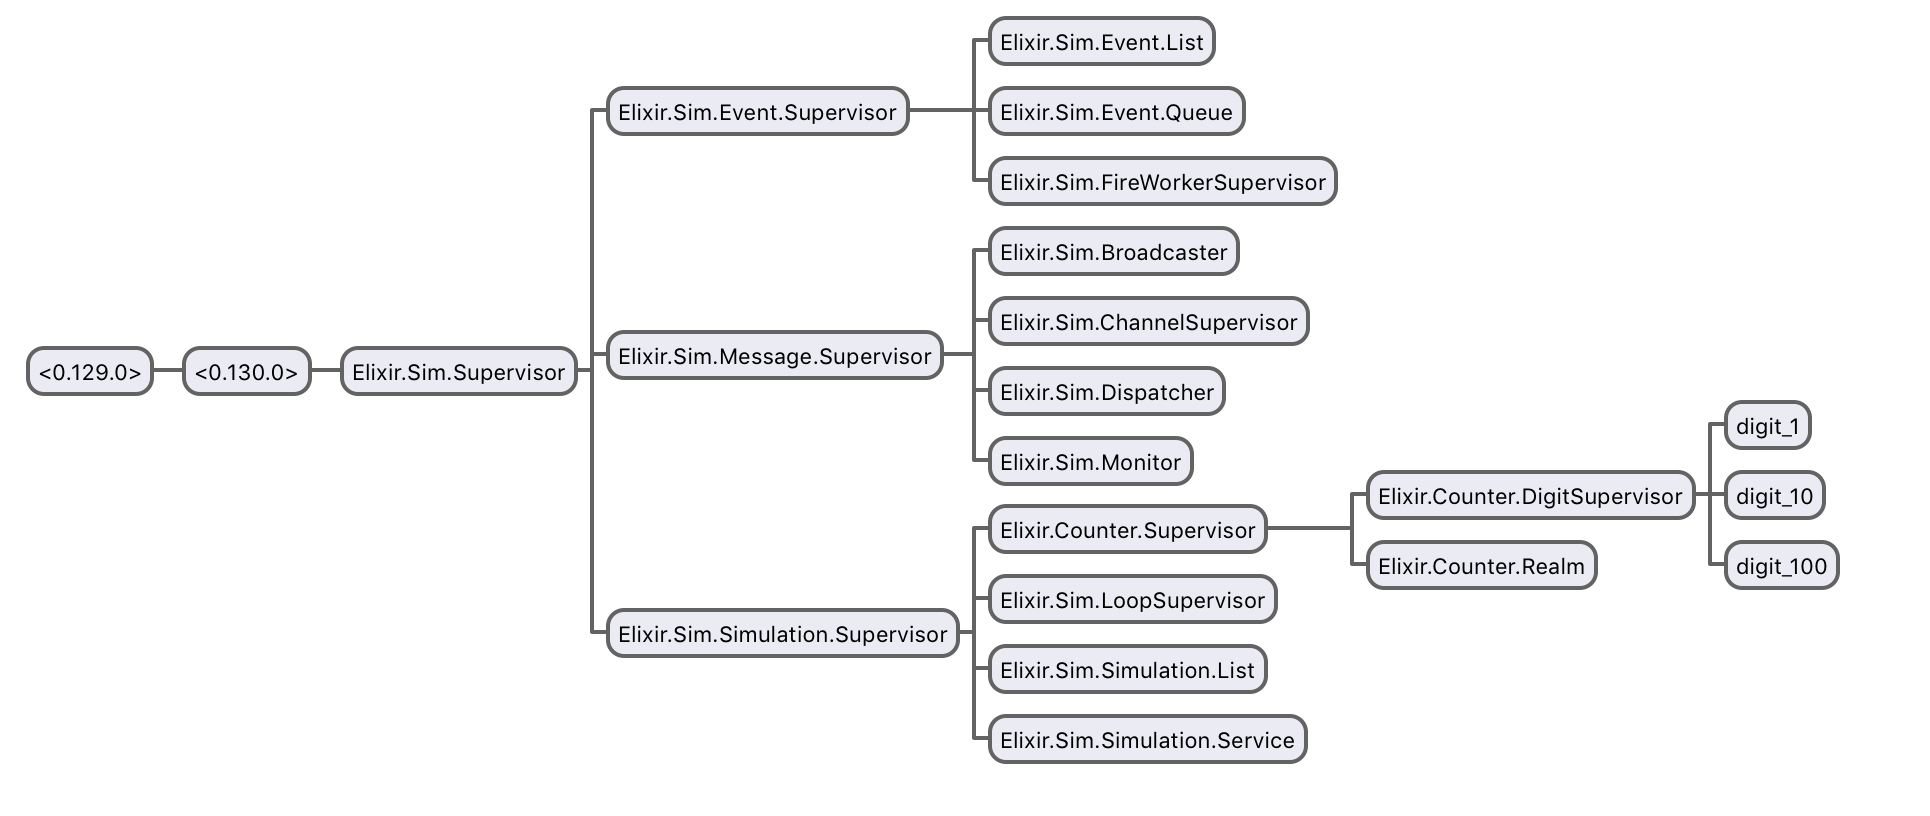 <0.129.0>
<0.130.0>
Elixir.Sim.Supervisor
Elixir.Sim.Event.Supervisor
Elixir.Sim.Event.List
Elixir.Sim.Event.Queue
Elixir.Sim.FireWorkerSupervisor
Elixir.Sim.Message.Supervisor
Elixir.Sim.Broadcaster
Elixir.Sim.ChannelSupervisor
Elixir.Sim.Dispatcher
Elixir.Sim.Monitor
Elixir.Sim.Simulation.Supervisor
Elixir.Counter.Supervisor
Elixir.Counter.DigitSupervisor
digit_1
digit_10
digit_100
Elixir.Counter.Realm
Elixir.Sim.LoopSupervisor
Elixir.Sim.Simulation.List
Elixir.Sim.Simulation.Service